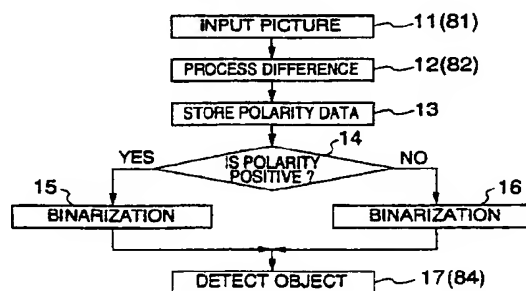 INPUT PICTURE 11(81)
PROCESS DIFFERENCE 12(82)
STORE POLARITY DATA 13
14
YES IS POLARITY POSITIVE ? NO
15 16
BINARIZATION BINARIZATION
DETECT OBJECT 17(84)